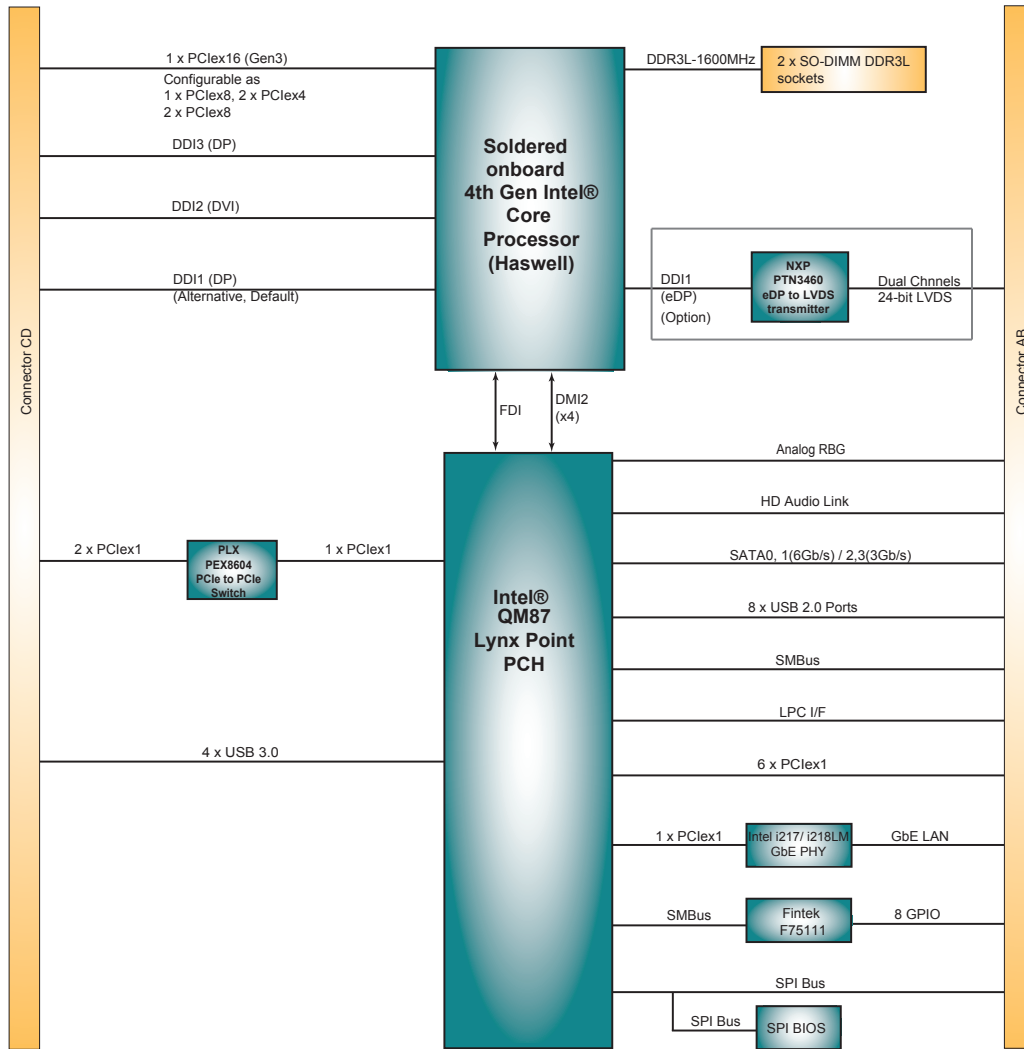 1 x PCIex16 (Gen3)
Configurable as
1 x PCIex8, 2 x PCIex4
2 x PCIex8
DDI3 (DP)
DDI2 (DVI)
DDI1 (DP)
(Alternative, Default)
Connector CD
Soldered
onboard
4th Gen Intel®
Core
Processor
(Haswell)
DDR3L-1600MHz
2 x SO-DIMM DDR3L
sockets
DDI1
(eDP)
(Option)
NXP
PTN3460
eDP to LVDS
transmitter
Dual Chnnels
24-bit LVDS
Connector AB
FDI
DMI2
(x4)
2 x PCIex1
PLX
PEX8604
PCIe to PCIe
Switch
1 x PCIex1
4 x USB 3.0
Intel®
QM87
Lynx Point
PCH
Analog RBG
HD Audio Link
SATA0, 1(6Gb/s) / 2,3(3Gb/s)
8 x USB 2.0 Ports
SMBus
LPC I/F
6 x PCIex1
1 x PCIex1
Intel i217/ i218LM
GbE PHY
GbE LAN
SMBus
Fintek
F75111
8 GPIO
SPI Bus
SPI Bus
SPI BIOS